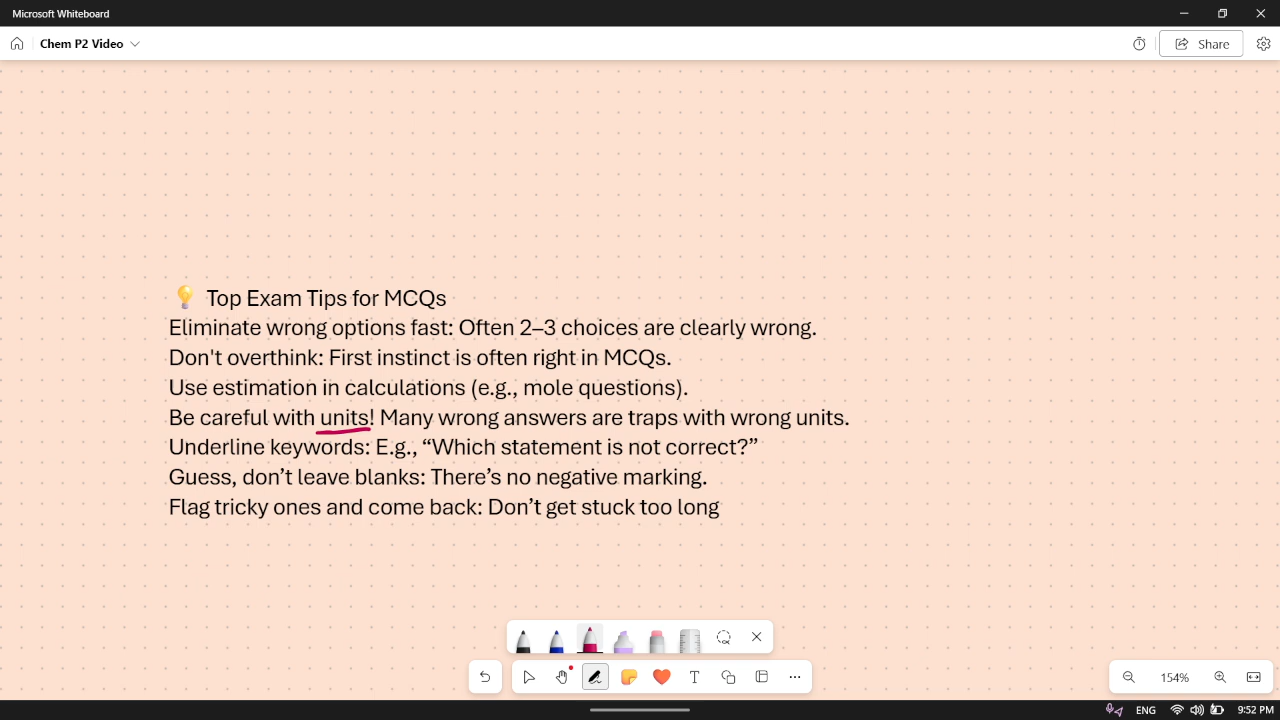 Microsoft Whiteboard
Chem P2 Video
Share
💡 Top Exam Tips for MCQs
Eliminate wrong options fast: Often 2–3 choices are clearly wrong.
Don't overthink: First instinct is often right in MCQs.
Use estimation in calculations (e.g., mole questions).
Be careful with units! Many wrong answers are traps with wrong units.
Underline keywords: E.g., “Which statement is not correct?”
Guess, don’t leave blanks: There’s no negative marking.
Flag tricky ones and come back: Don’t get stuck too long
154%
ENG 9:52 PM